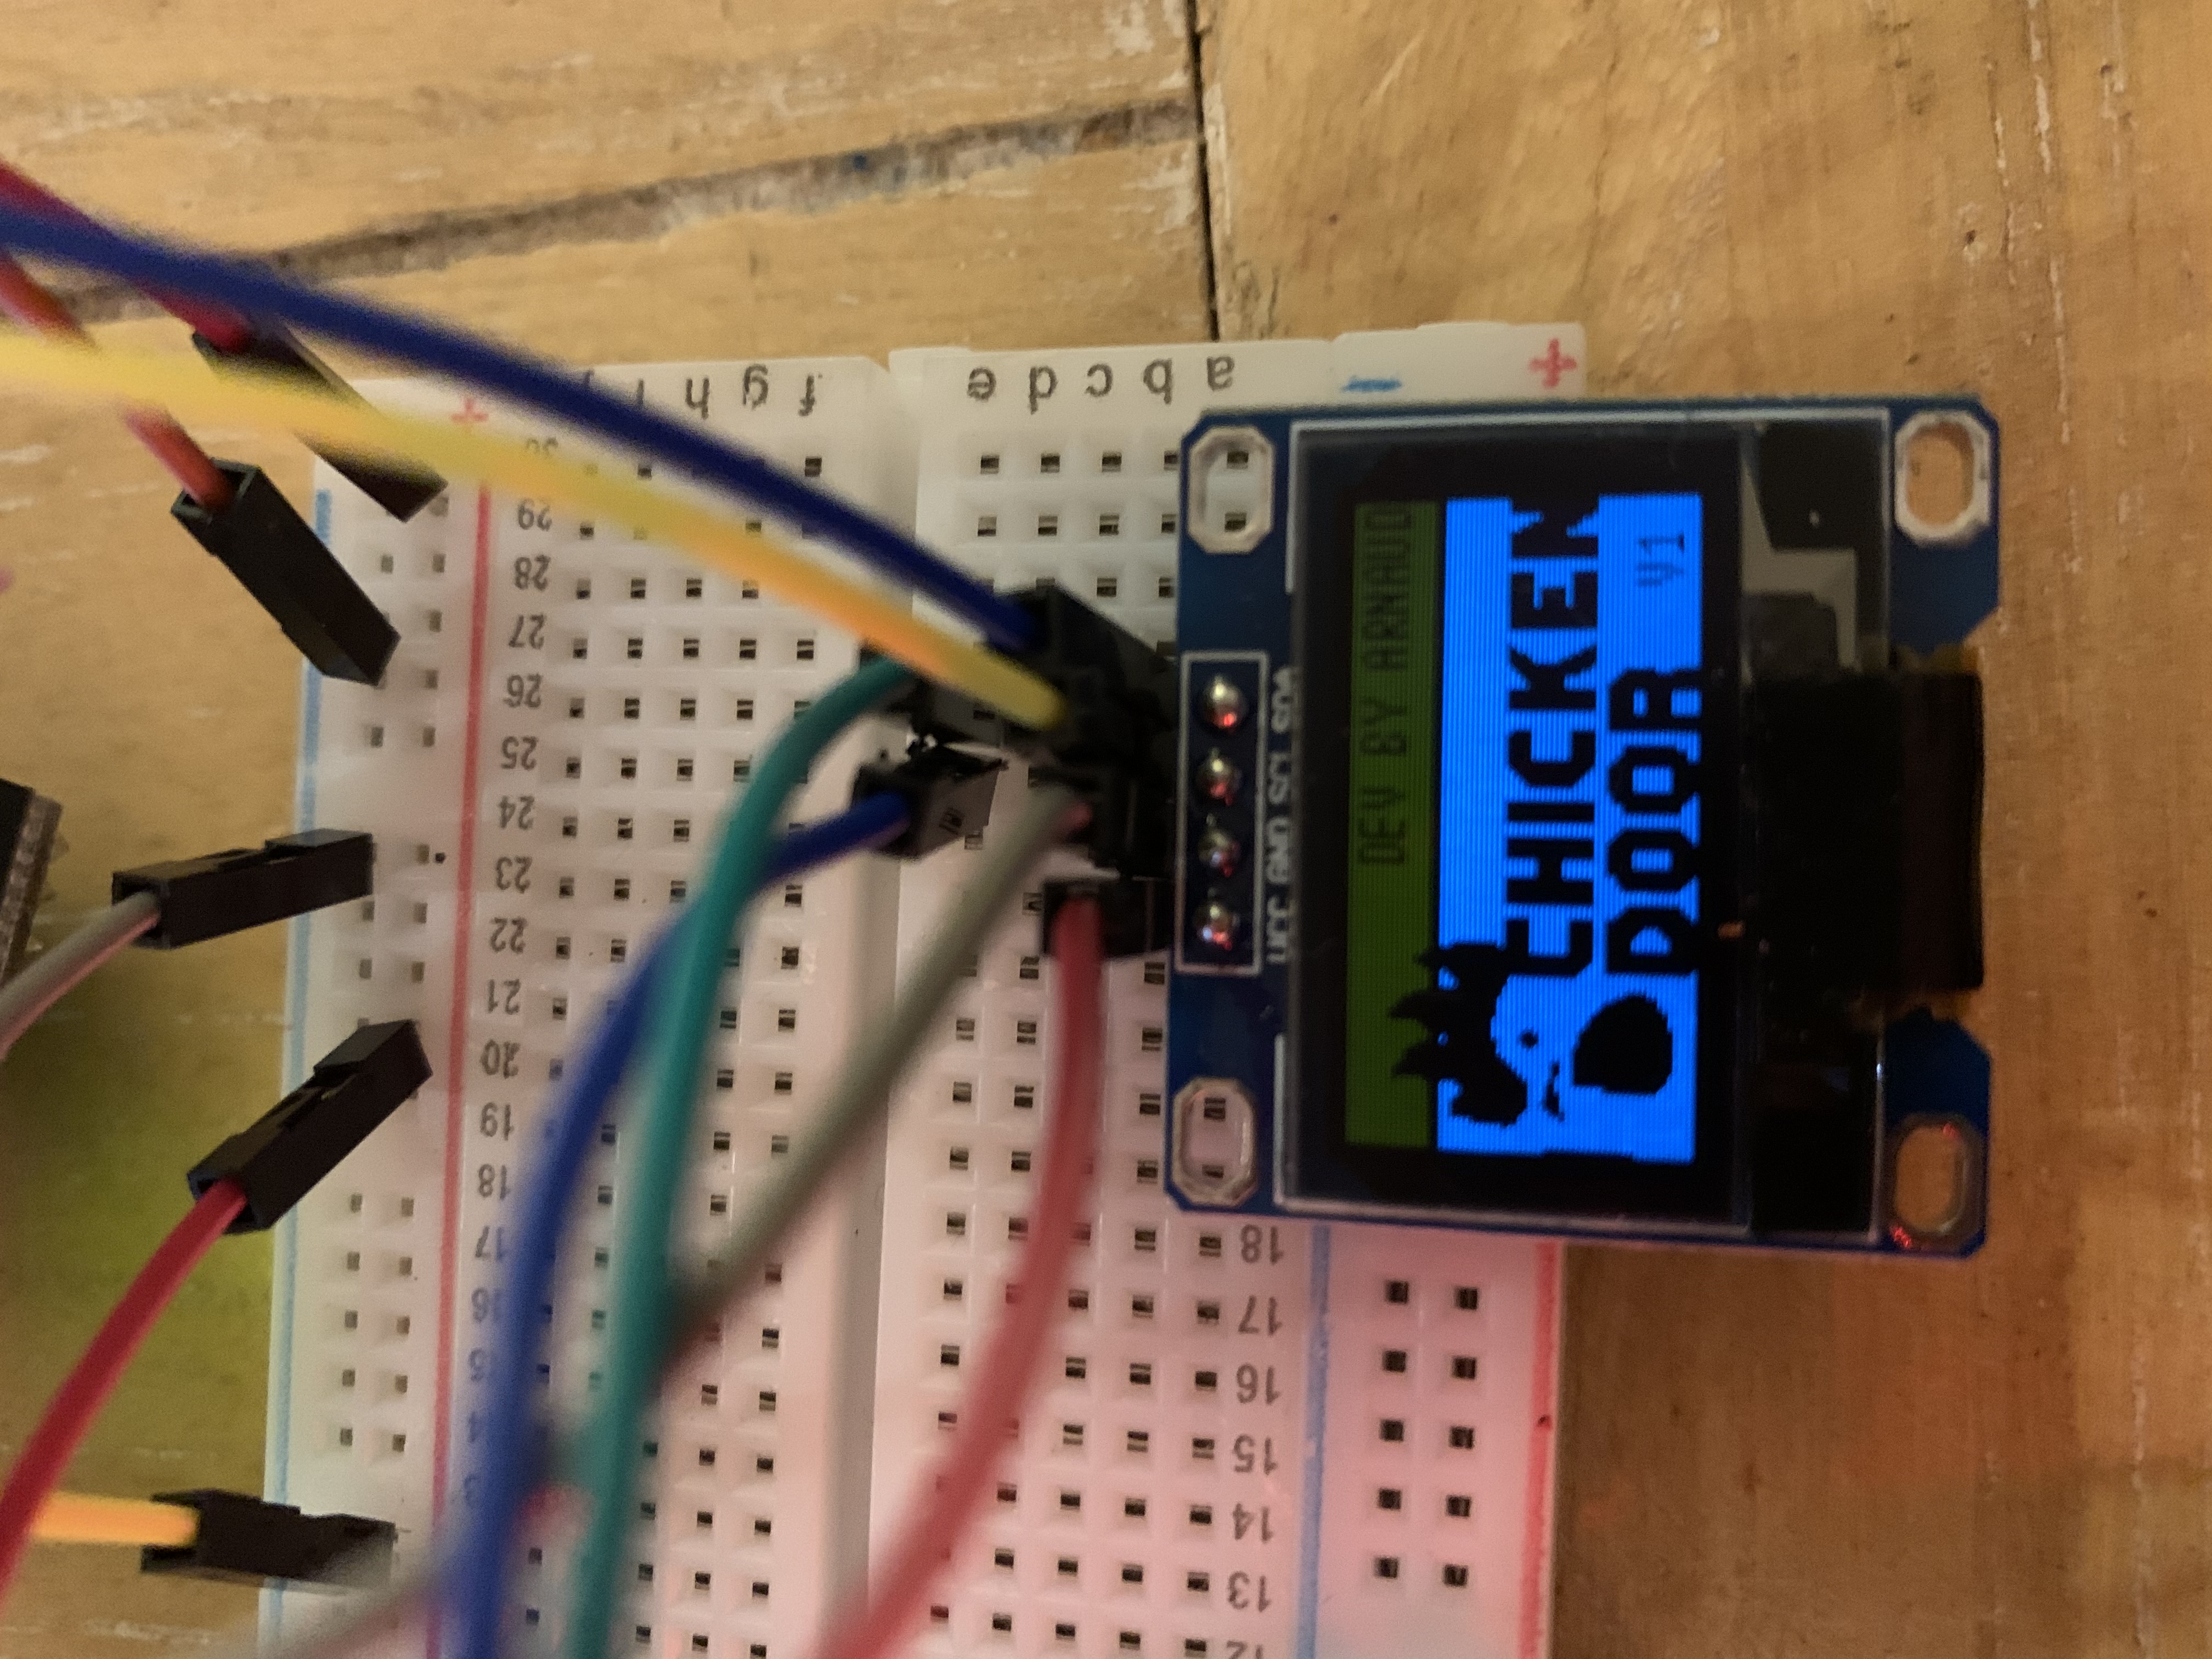 18 19 20 21 22 23 24 25 26 27 28 29
h
g
f
e
d
c
b
a
13 14 15 16 17 18
VCC GND SCL SDA
DEV BY ARNAUD
CHICKEN
DOOR V1